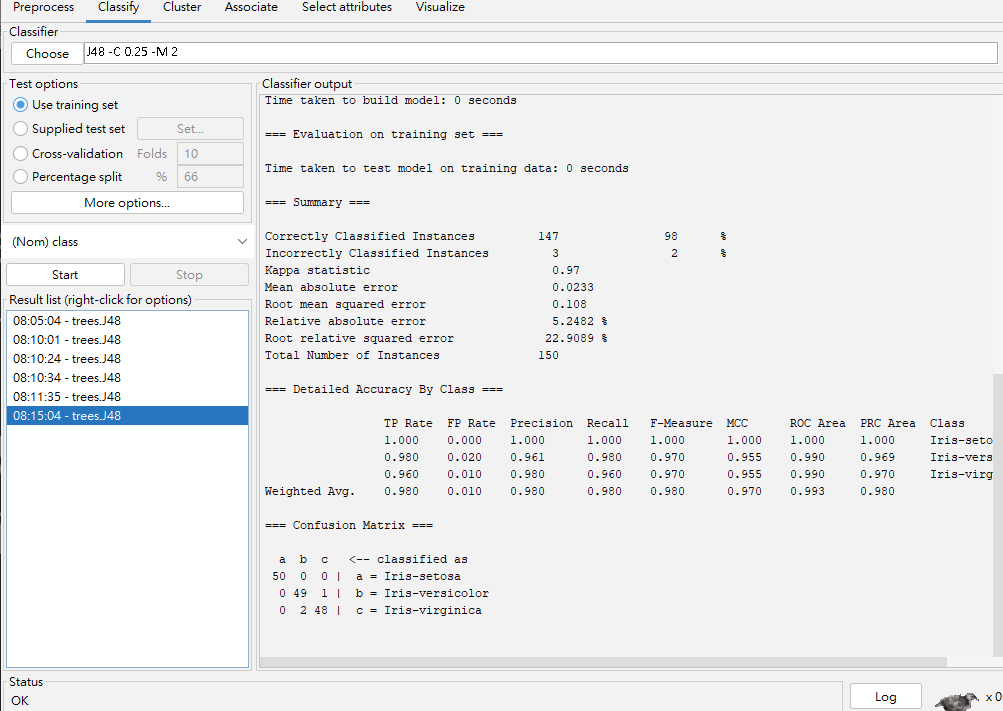 Preprocess Classify Cluster Associate Select attributes Visualize
Classifier
Choose J48 -C 0.25 -M 2
Test options
Use training set
Supplied test set Set...
Cross-validation Folds 10
Percentage split % 66
More options...
(Nom) class
Start Stop
Result list (right-click for options)
08:05:04 - trees.J48
08:10:01 - trees.J48
08:10:24 - trees.J48
08:10:34 - trees.J48
08:11:35 - trees.J48
08:15:04 - trees.J48
Classifier output
Time taken to build model: 0 seconds
=== Evaluation on training set ===
Time taken to test model on training data: 0 seconds
=== Summary ===
Correctly Classified Instances 147 98 %
Incorrectly Classified Instances 3 2 %
Kappa statistic 0.97
Mean absolute error 0.0233
Root mean squared error 0.108
Relative absolute error 5.2482 %
Root relative squared error 22.9089 %
Total Number of Instances 150
=== Detailed Accuracy By Class ===
TP Rate FP Rate Precision Recall F-Measure MCC ROC Area PRC Area Class
1.000 0.000 1.000 1.000 1.000 1.000 1.000 1.000 Iris-seto
0.980 0.020 0.961 0.980 0.970 0.955 0.990 0.969 Iris-vers
0.960 0.010 0.980 0.960 0.970 0.955 0.990 0.970 Iris-virg
Weighted Avg. 0.980 0.010 0.980 0.980 0.980 0.970 0.993 0.980
=== Confusion Matrix ===
a b c <-- classified as
50 0 0 | a = Iris-setosa
0 49 1 | b = Iris-versicolor
0 2 48 | c = Iris-virginica
Status
OK
Log x 0